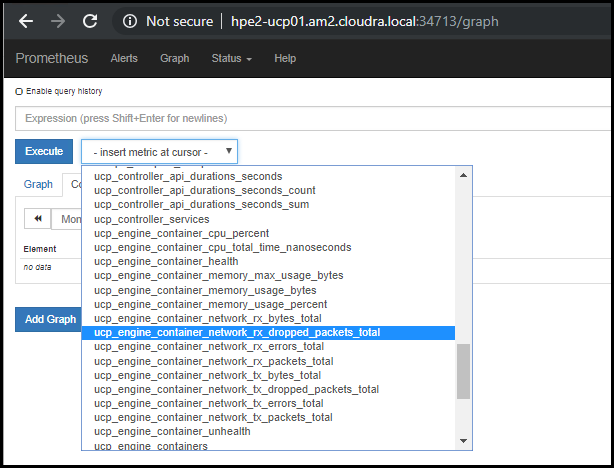 Not secure | hpe2-ucp01.am2.cloudra.local:34713/graph
Prometheus Alerts Graph Status Help
Enable query history
Expression (press Shift+Enter for newlines)
Execute - insert metric at cursor -
ucp_controller_api_durations_seconds
Graph Co
ucp_controller_api_durations_seconds_count
ucp_controller_api_durations_seconds_sum
ucp_controller_services
Mon
ucp_engine_container_cpu_percent
ucp_engine_container_cpu_total_time_nanoseconds
Element
ucp_engine_container_health
no data
ucp_engine_container_memory_max_usage_bytes
ucp_engine_container_memory_usage_bytes
ucp_engine_container_memory_usage_percent
ucp_engine_container_network_rx_bytes_total
Add Graph
ucp_engine_container_network_rx_dropped_packets_total
ucp_engine_container_network_rx_errors_total
ucp_engine_container_network_rx_packets_total
ucp_engine_container_network_tx_bytes_total
ucp_engine_container_network_tx_dropped_packets_total
ucp_engine_container_network_tx_errors_total
ucp_engine_container_network_tx_packets_total
ucp_engine_container_unhealth
ucp_engine_containers